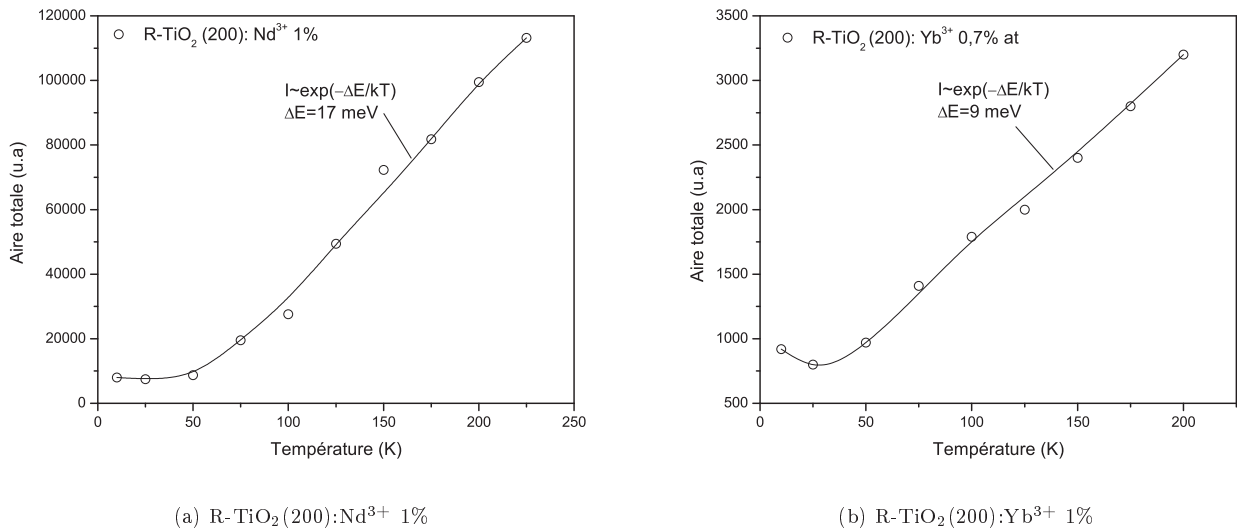 R-TiO₂ (200): Nd³⁺ 1%
I~exp(−ΔE/kT)
ΔE=17 meV
Aire totale (u.a)
120000
100000
80000
60000
40000
20000
0
0 50 100 150 200 250
Température (K)
(a) R-TiO₂(200):Nd³⁺ 1%
R-TiO₂ (200): Yb³⁺ 0,7% at
I~exp(−ΔE/kT)
ΔE=9 meV
Aire totale (u.a)
3500
3000
2500
2000
1500
1000
500
0 50 100 150 200
Température (K)
(b) R-TiO₂(200):Yb³⁺ 1%